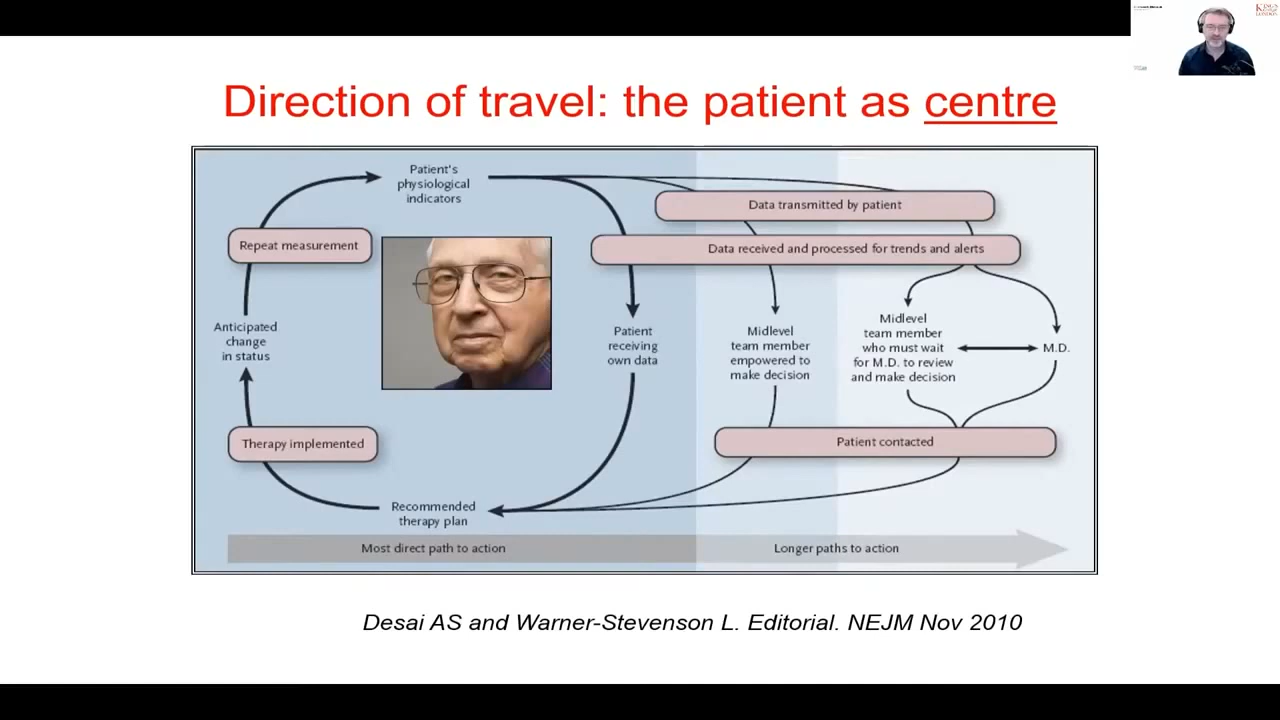 Direction of travel: the patient as centre
Patient's
physiological
indicators
Data transmitted by patient
Repeat measurement
Data received and processed for trends and alerts
Anticipated
change
in status
Patient
receiving
own data
Midlevel
team member
empowered to
make decision
Midlevel
team member
who must wait
for M.D. to review
and make decision
M.D.
Therapy implemented
Patient contacted
Recommended
therapy plan
Most direct path to action
Longer paths to action
Desai AS and Warner-Stevenson L. Editorial. NEJM Nov 2010